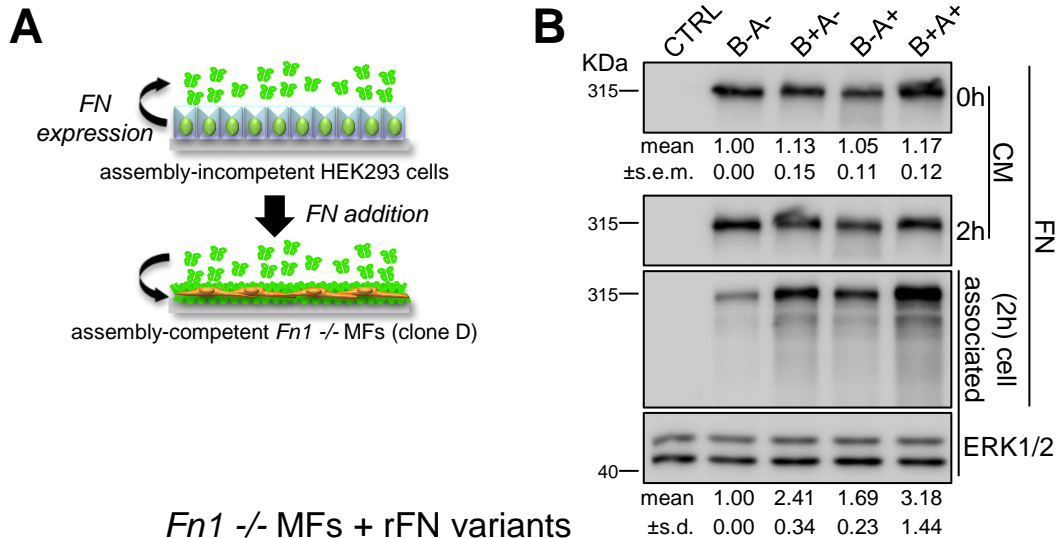 A
FN
expression
assembly-incompetent HEK293 cells
FN addition
assembly-competent Fn1 -/- MFs (clone D)
Fn1 -/- MFs + rFN variants
B
CTRL B-A- B+A- B-A+ B+A+
KDa
315 0h
mean 1.00 1.13 1.05 1.17
±s.e.m. 0.00 0.15 0.11 0.12
CM
315 2h
FN
315
(2h) cell
associated
ERK1/2
40
mean 1.00 2.41 1.69 3.18
±s.d. 0.00 0.34 0.23 1.44